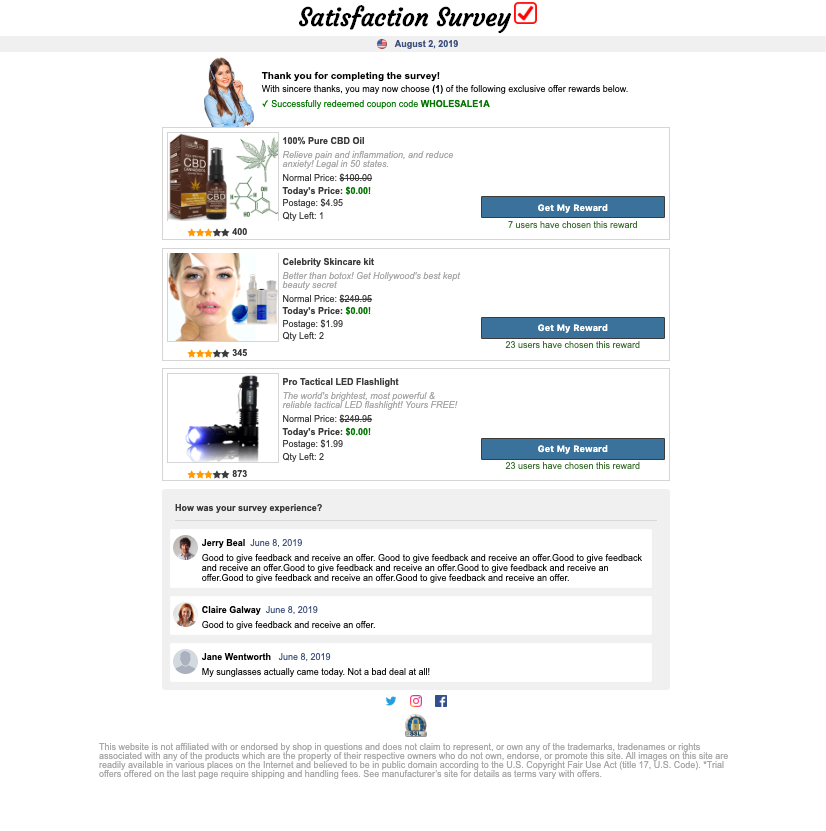 Satisfaction Survey
August 2, 2019
Thank you for completing the survey!
With sincere thanks, you may now choose (1) of the following exclusive offer rewards below.
✓ Successfully redeemed coupon code WHOLESALE1A
100% Pure CBD Oil
Relieve pain and inflammation, and reduce
anxiety! Legal in 50 states.
Normal Price: $100.00
Today's Price: $0.00!
Postage: $4.95
Qty Left: 1
CBD
CBD
HO
OH
H
400
Get My Reward
7 users have chosen this reward
Celebrity Skincare kit
Better than botox! Get Hollywood's best kept
beauty secret
Normal Price: $249.95
Today's Price: $0.00!
Postage: $1.99
Qty Left: 2
345
Get My Reward
23 users have chosen this reward
Pro Tactical LED Flashlight
The world's brightest, most powerful &
reliable tactical LED flashlight! Yours FREE!
Normal Price: $249.95
Today's Price: $0.00!
Postage: $1.99
Qty Left: 2
873
Get My Reward
23 users have chosen this reward
How was your survey experience?
Jerry Beal June 8, 2019
Good to give feedback and receive an offer. Good to give feedback and receive an offer.Good to give feedback
and receive an offer.Good to give feedback and receive an offer.Good to give feedback and receive an
offer.Good to give feedback and receive an offer.Good to give feedback and receive an offer.
Claire Galway June 8, 2019
Good to give feedback and receive an offer.
Jane Wentworth June 8, 2019
My sunglasses actually came today. Not a bad deal at all!
This website is not affiliated with or endorsed by shop in questions and does not claim to represent, or own any of the trademarks, tradenames or rights
associated with any of the products which are the property of their respective owners who do not own, endorse, or promote this site. All images on this site are
readily available in various places on the Internet and believed to be in public domain according to the U.S. Copyright Fair Use Act (title 17, U.S. Code). *Trial
offers offered on the last page require shipping and handling fees. See manufacturer's site for details as terms vary with offers.